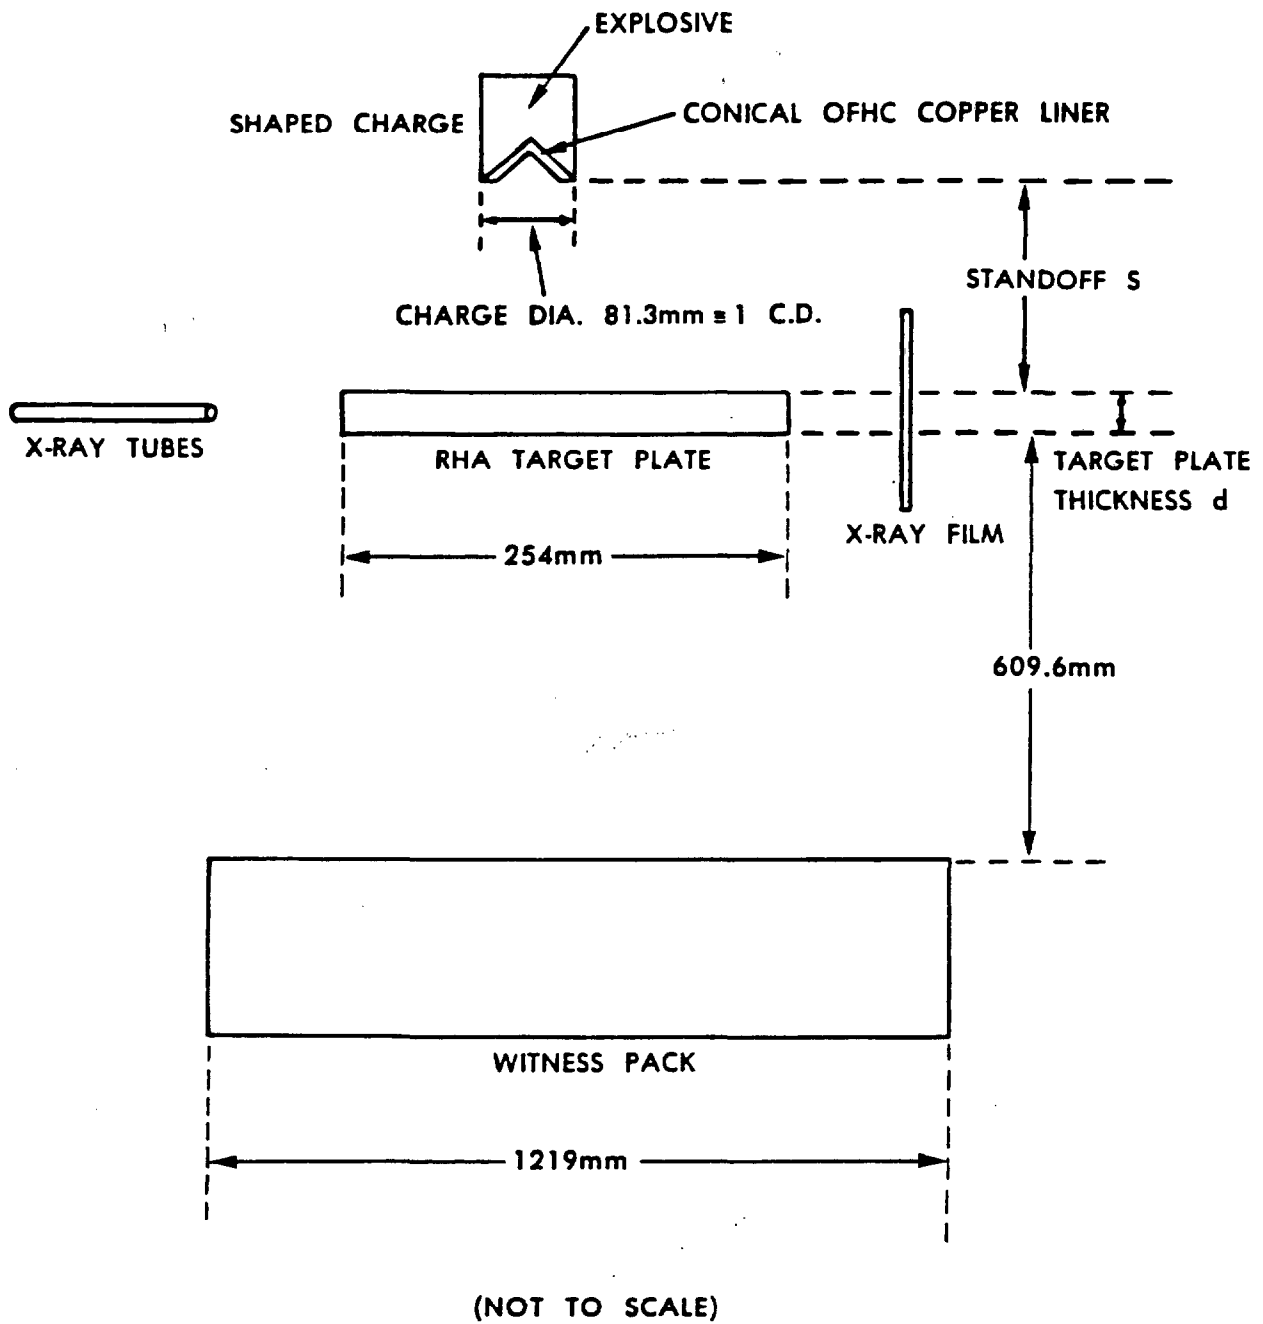 EXPLOSIVE
SHAPED CHARGE
CONICAL OFHC COPPER LINER
STANDOFF S
CHARGE DIA. 81.3mm ≡ 1 C.D.
X-RAY TUBES
RHA TARGET PLATE
TARGET PLATE
THICKNESS d
X-RAY FILM
254mm
609.6mm
WITNESS PACK
1219mm
(NOT TO SCALE)